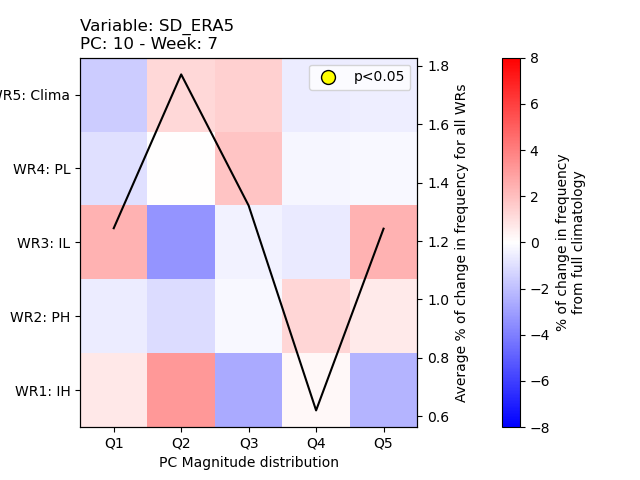 Variable: SD_ERA5
PC: 10 - Week: 7
p<0.05
WR5: Clima
WR4: PL
WR3: IL
WR2: PH
WR1: IH
Q1 Q2 Q3 Q4 Q5
PC Magnitude distribution
1.8
1.6
1.4
1.2
1.0
0.8
0.6
Average % of change in frequency for all WRs
8
6
4
2
0
−2
−4
−6
−8
% of change in frequency
from full climatology